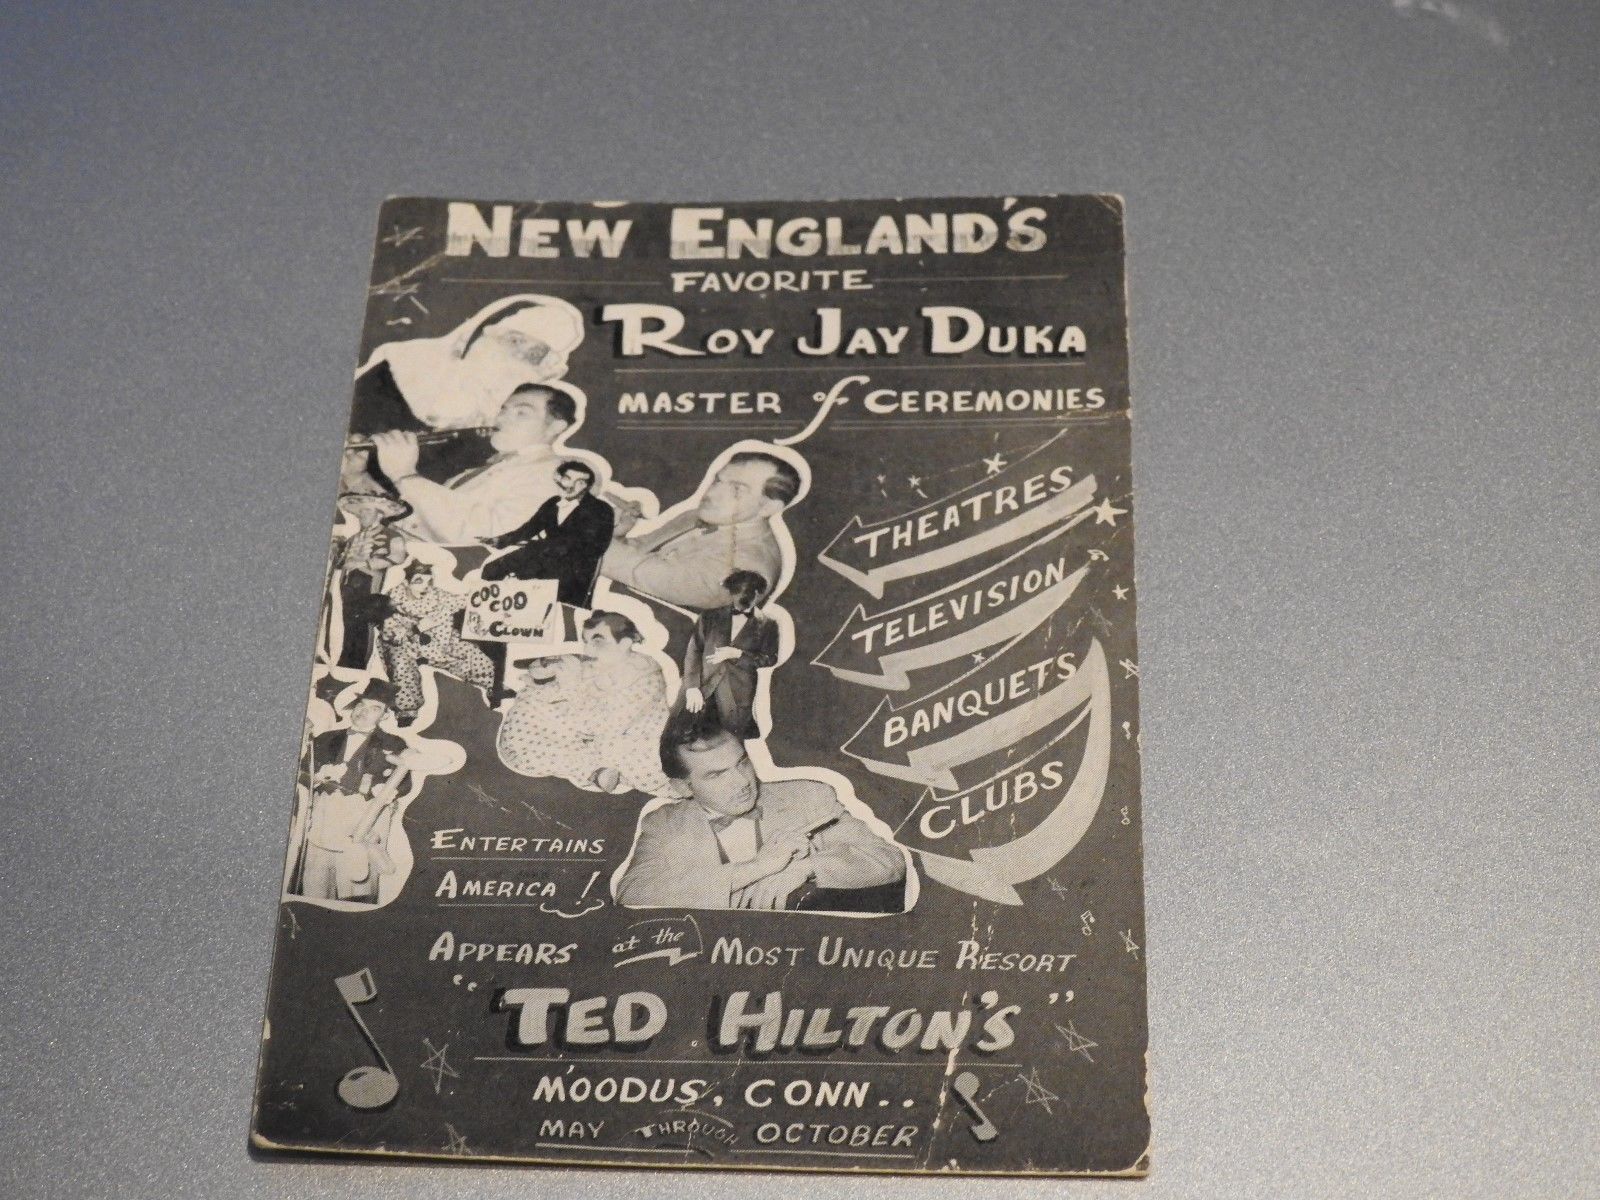 NEW ENGLAND'S
FAVORITE
ROY JAY DUKA
MASTER of CEREMONIES
THEATRES
TELEVISION
BANQUETS
CLUBS
COO COO
CLOWN!
ENTERTAINS
AMERICA!
APPEARS at the MOST UNIQUE RESORT
"TED HILTON'S"
MOODUS, CONN..
MAY THROUGH OCTOBER